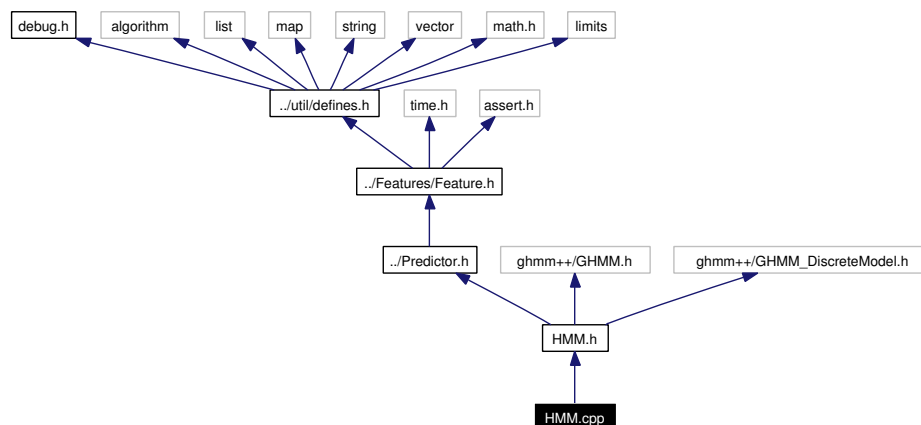 debug.h
algorithm
list
map
string
vector
math.h
limits
../util/defines.h
time.h
assert.h
../Features/Feature.h
../Predictor.h
ghmm++/GHMM.h
ghmm++/GHMM_DiscreteModel.h
HMM.h
HMM.cpp